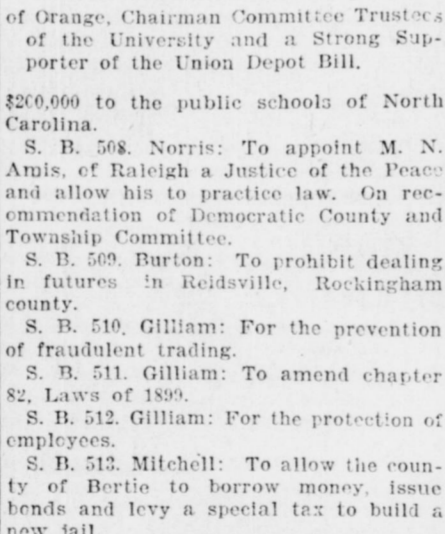 of Orange, Chairman Committee Trustees
of the University and a Strong Sup-
porter of the Union Depot Bill.
$200,000 to the public schools of North
Carolina.
S. B. 508. Norris: To appoint M. N.
Amis, of Raleigh a Justice of the Peace
and allow his to practice law. On rec-
ommendation of Democratic County and
Township Committee.
S. B. 509. Burton: To prohibit dealing
in futures in Reidsville, Rockingham
county.
S. B. 510. Gilliam: For the prevention
of fraudulent trading.
S. B. 511. Gilliam: To amend chapter
82, Laws of 1899.
S. B. 512. Gilliam: For the protection of
employees.
S. B. 513. Mitchell: To allow the coun-
ty of Bertie to borrow money, issue
bonds and levy a special tax to build a
new jail